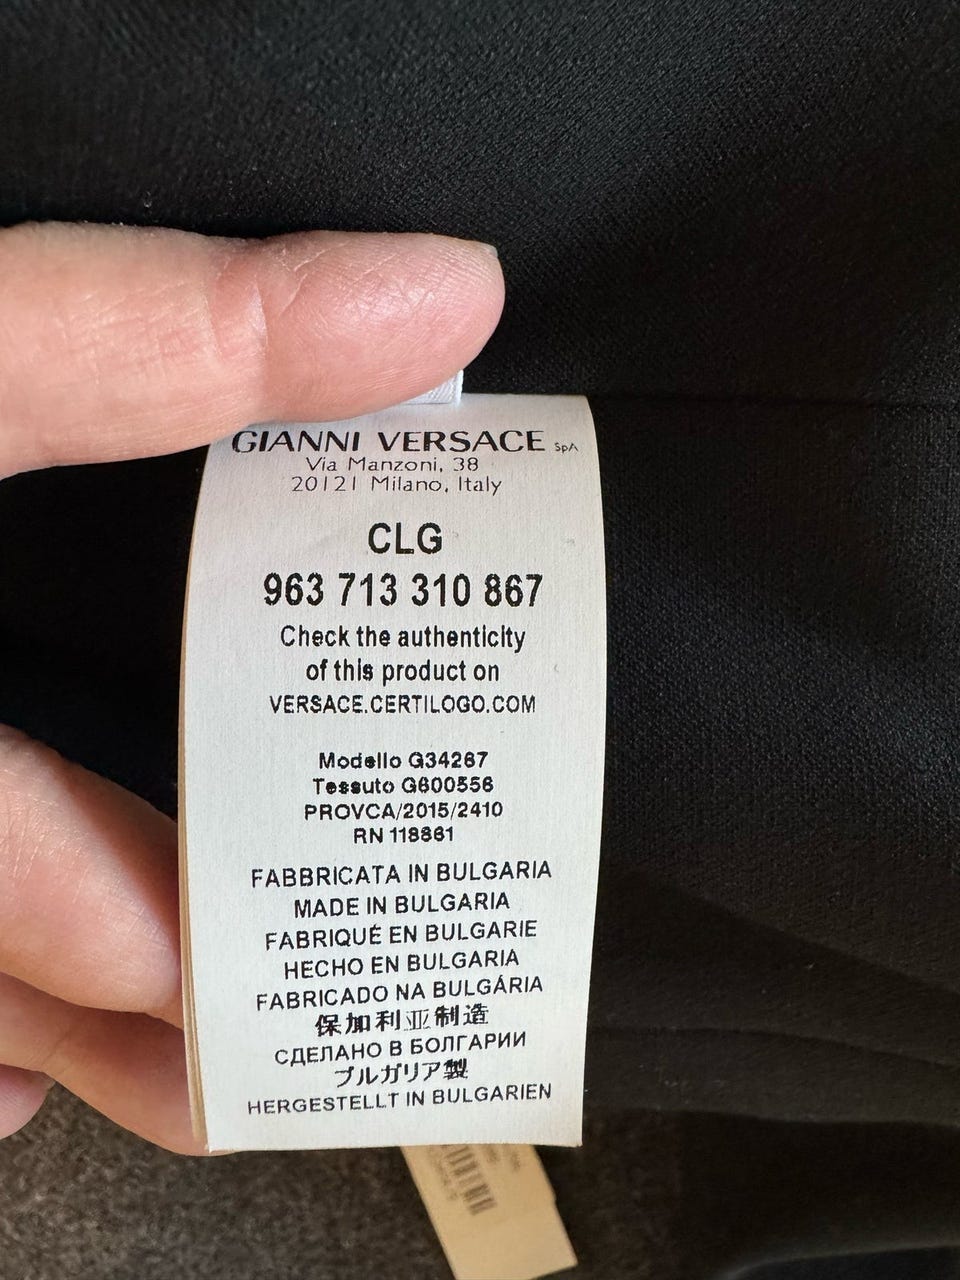 GIANNI VERSACE SpA
Via Manzoni, 38
20121 Milano, Italy
CLG
963 713 310 867
Check the authenticity
of this product on
VERSACE.CERTILOGO.COM
Modello G34267
Tessuto G600556
PROVCA/2015/2410
RN 118861
FABBRICATA IN BULGARIA
MADE IN BULGARIA
FABRIQUÉ EN BULGARIE
HECHO EN BULGARIA
FABRICADO NA BULGÁRIA
保加利亚制造
СДЕЛАНО В БОЛГАРИИ
ブルガリア製
HERGESTELLT IN BULGARIEN